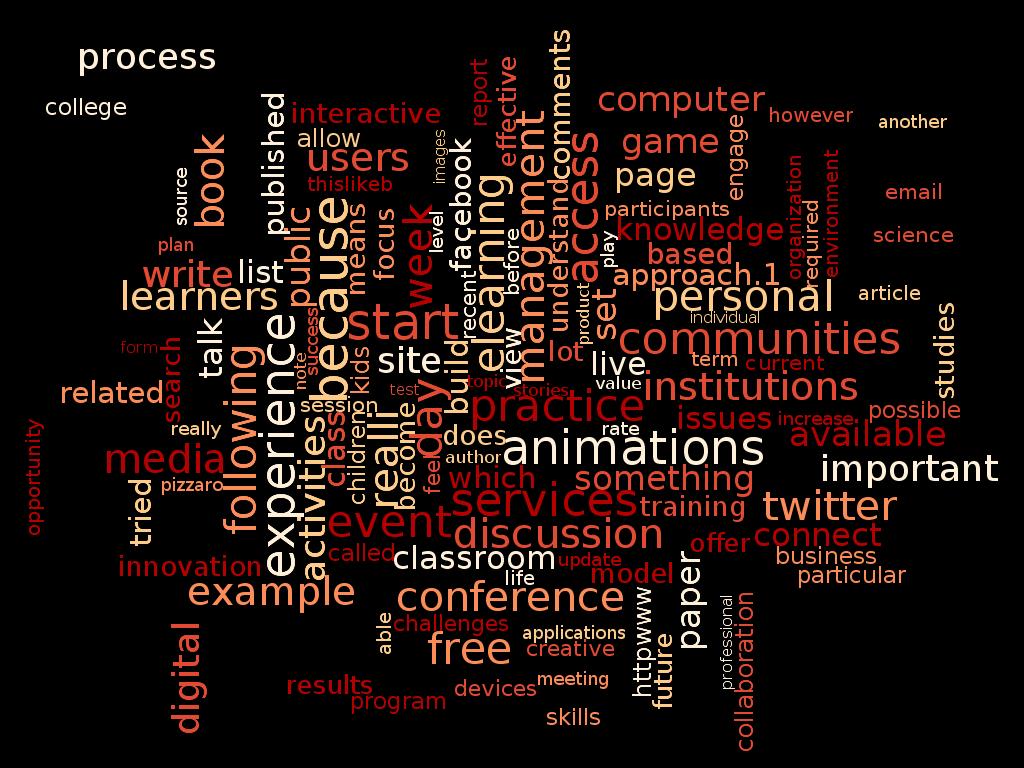 process
college
published
interactive
report
effective
comments
computer
however
another
allow
users
images
game
engage
book
source
thislikeb
facebook
management
access
page
organization
environment
email
plan
public
means
focus
week
level
elearning
before
understand
play
participants
knowledge
required
science
write
list
because
based
approach.1
learners
recent
product
set
personal
article
individual
start
talk
success
communities
studies
form
search
experience
note
kids
site
build
view
lot
live
term
current
related
following
test
topic
stories
value
institutions
session
day
practice
issues
increase
possible
really
class
children
realli
become
does
rate
available
opportunity
media
activities
feel
author
animations
important
pizzaro
which
something
tried
services
training
twitter
event
discussion
offer
connect
called
classroom
update
business
innovation
life
model
particular
example
conference
paper
httpwww
professional
collaboration
able
challenges
applications
digital
free
creative
future
results
program
devices
meeting
skills